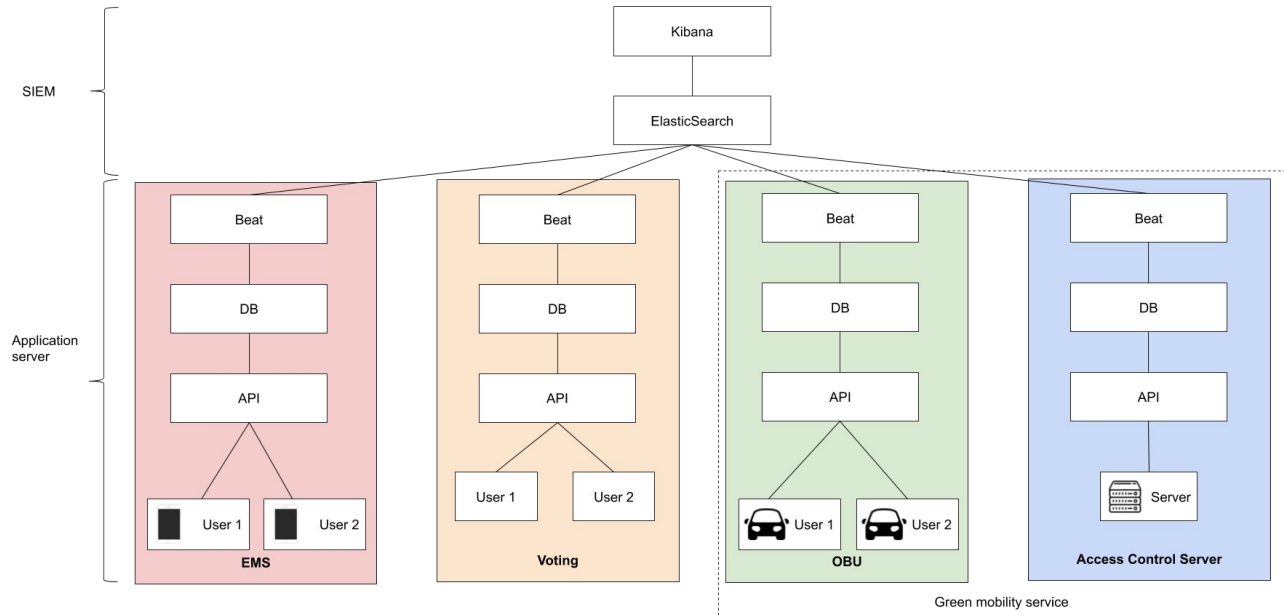 Kibana
SIEM
ElasticSearch
Beat
Beat
Beat
Beat
DB
DB
DB
DB
Application
server
API
API
API
API
User 1
User 2
User 1
User 2
User 1
User 2
Server
EMS
Voting
OBU
Access Control Server
Green mobility service